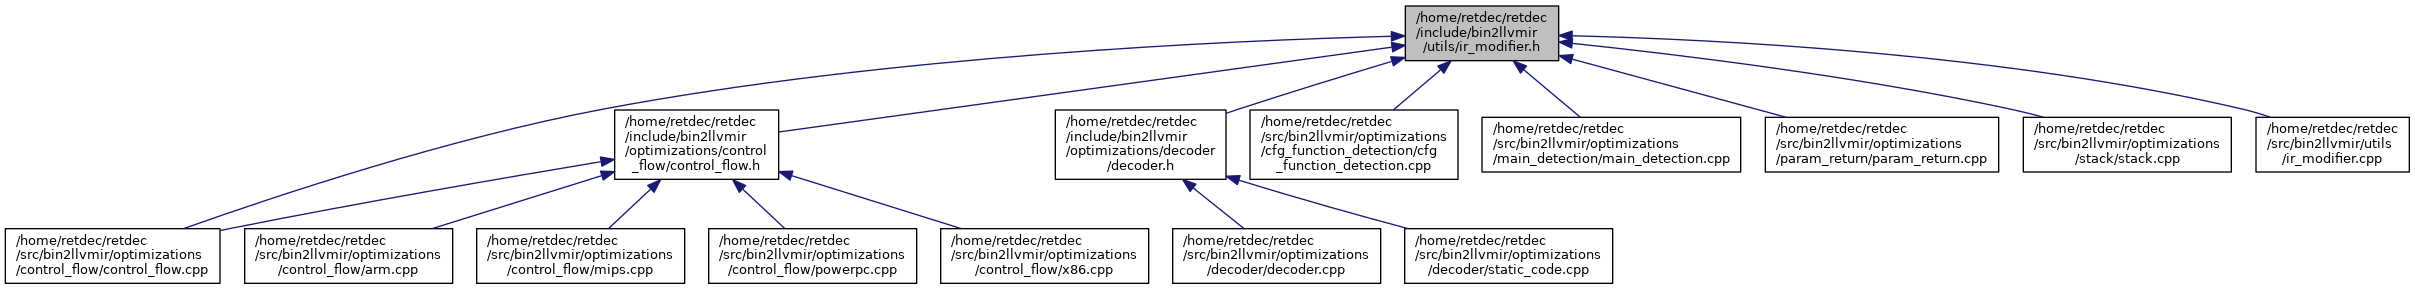 /home/retdec/retdec
/include/bin2llvmir
/utils/ir_modifier.h
/home/retdec/retdec
/include/bin2llvmir
/optimizations/control
_flow/control_flow.h
/home/retdec/retdec
/include/bin2llvmir
/optimizations/decoder
/decoder.h
/home/retdec/retdec
/src/bin2llvmir/optimizations
/cfg_function_detection/cfg
_function_detection.cpp
/home/retdec/retdec
/src/bin2llvmir/optimizations
/main_detection/main_detection.cpp
/home/retdec/retdec
/src/bin2llvmir/optimizations
/param_return/param_return.cpp
/home/retdec/retdec
/src/bin2llvmir/optimizations
/stack/stack.cpp
/home/retdec/retdec
/src/bin2llvmir/utils
/ir_modifier.cpp
/home/retdec/retdec
/src/bin2llvmir/optimizations
/control_flow/control_flow.cpp
/home/retdec/retdec
/src/bin2llvmir/optimizations
/control_flow/arm.cpp
/home/retdec/retdec
/src/bin2llvmir/optimizations
/control_flow/mips.cpp
/home/retdec/retdec
/src/bin2llvmir/optimizations
/control_flow/powerpc.cpp
/home/retdec/retdec
/src/bin2llvmir/optimizations
/control_flow/x86.cpp
/home/retdec/retdec
/src/bin2llvmir/optimizations
/decoder/decoder.cpp
/home/retdec/retdec
/src/bin2llvmir/optimizations
/decoder/static_code.cpp